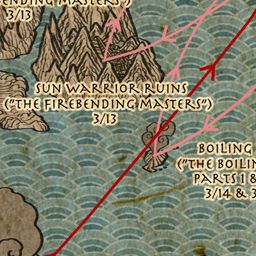 MASTERS")
3/13
SUN WARRIOR RUINS
("THE FIREBENDING MASTERS")
3/13
BOILING
("THE BOILIN
PARTS 1 &
3/14 & 3